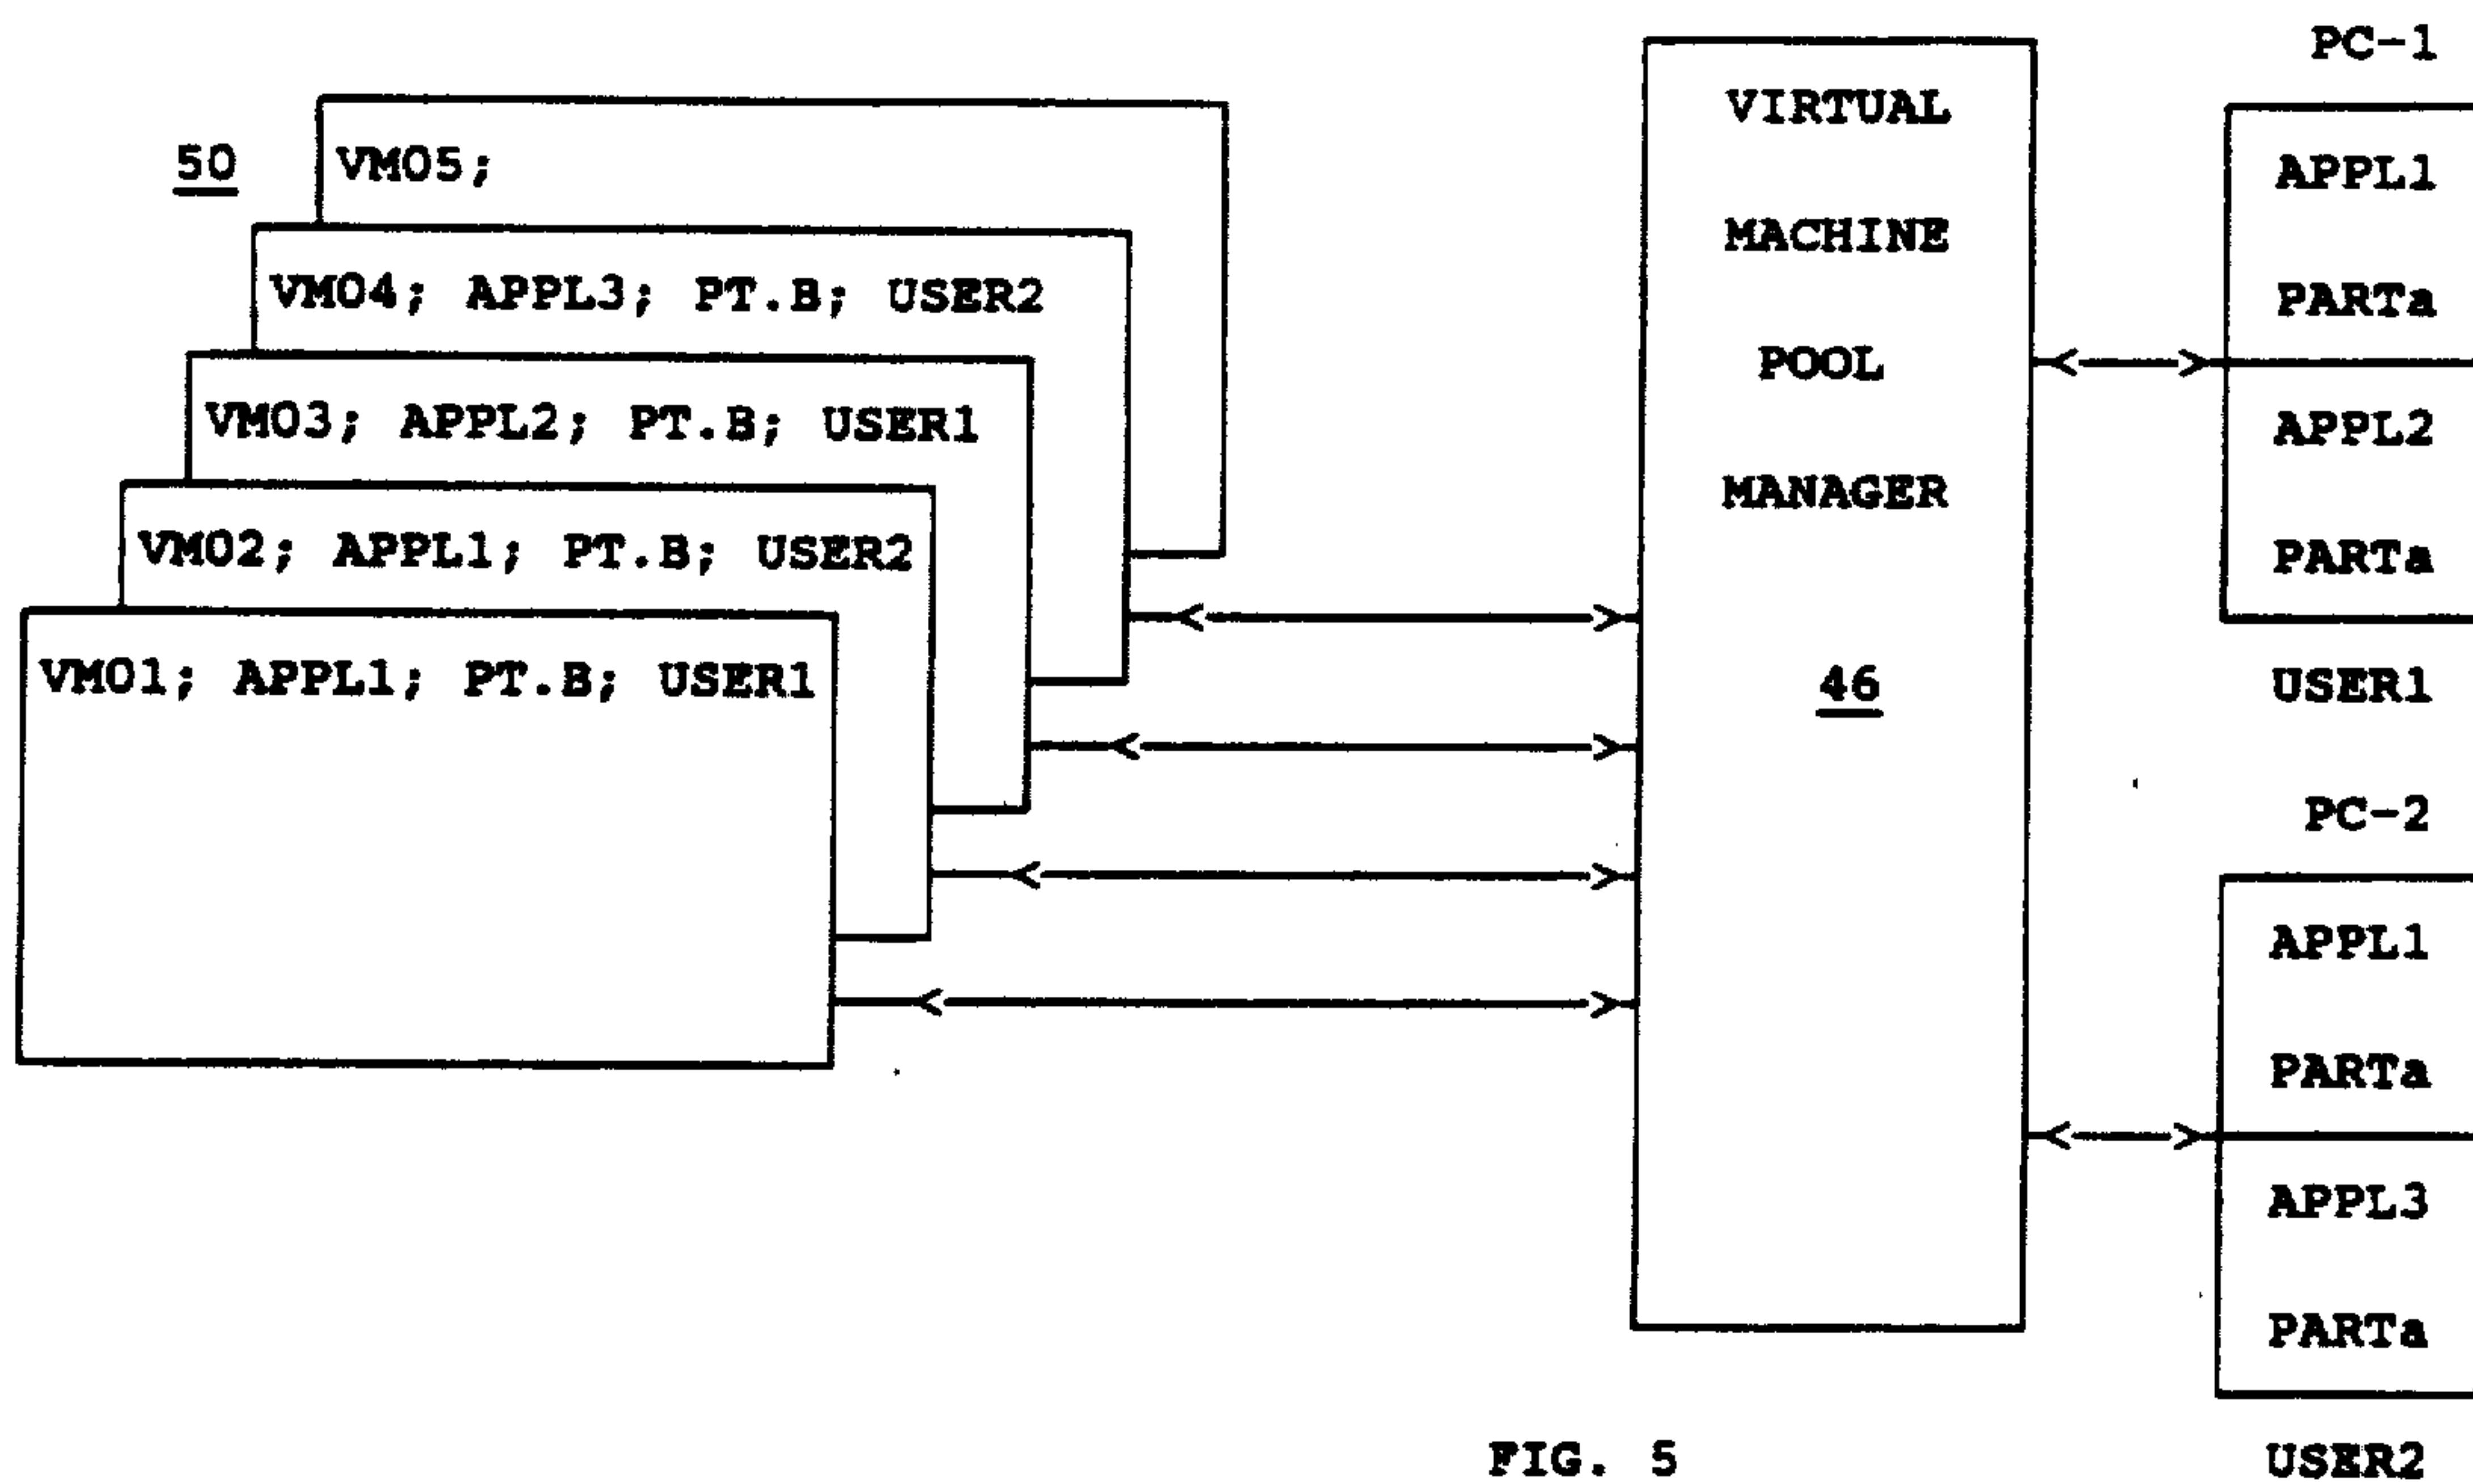 50
VM05;
VM04; APPL3; PT.B; USER2
VM03; APPL2; PT.B; USER1
VM02; APPL1; PT.B; USER2
VM01; APPL1; PT.B; USER1
VIRTUAL
MACHINE
POOL
MANAGER
46
PC-1
APPL1
PARTa
APPL2
PARTa
USER1
PC-2
APPL1
PARTa
APPL3
PARTa
USER2
FIG. 5